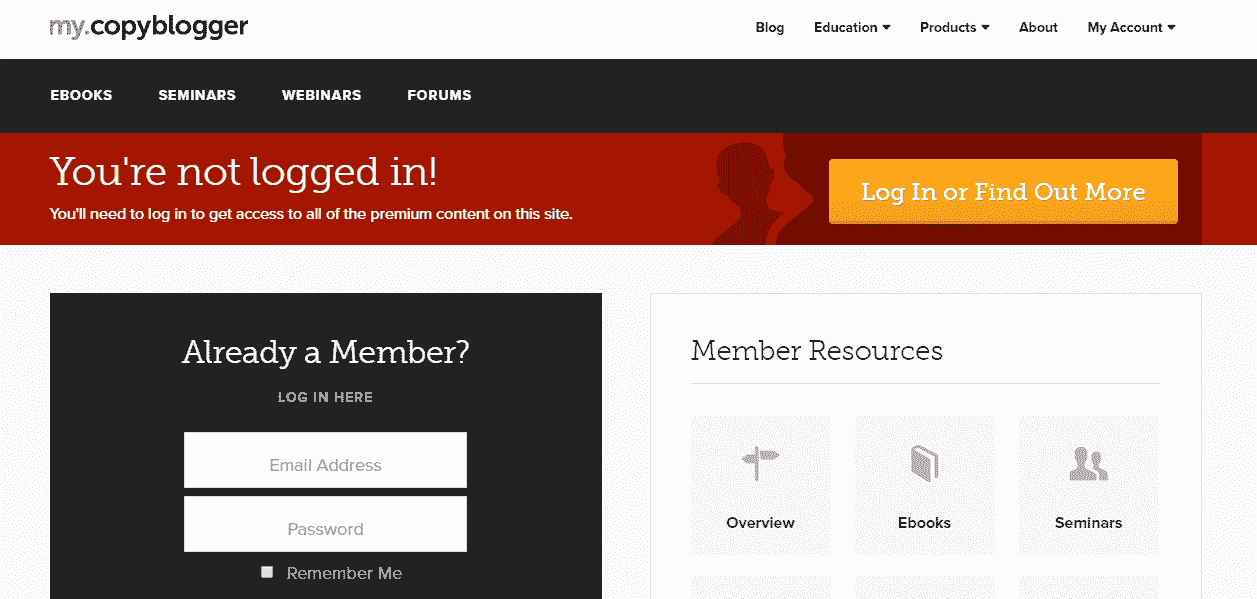 my.copyblogger
Blog Education Products About My Account
EBOOKS SEMINARS WEBINARS FORUMS
You're not logged in!
You'll need to log in to get access to all of the premium content on this site.
Log In or Find Out More
Already a Member?
LOG IN HERE
Email Address
Password
Remember Me
Member Resources
Overview Ebooks Seminars